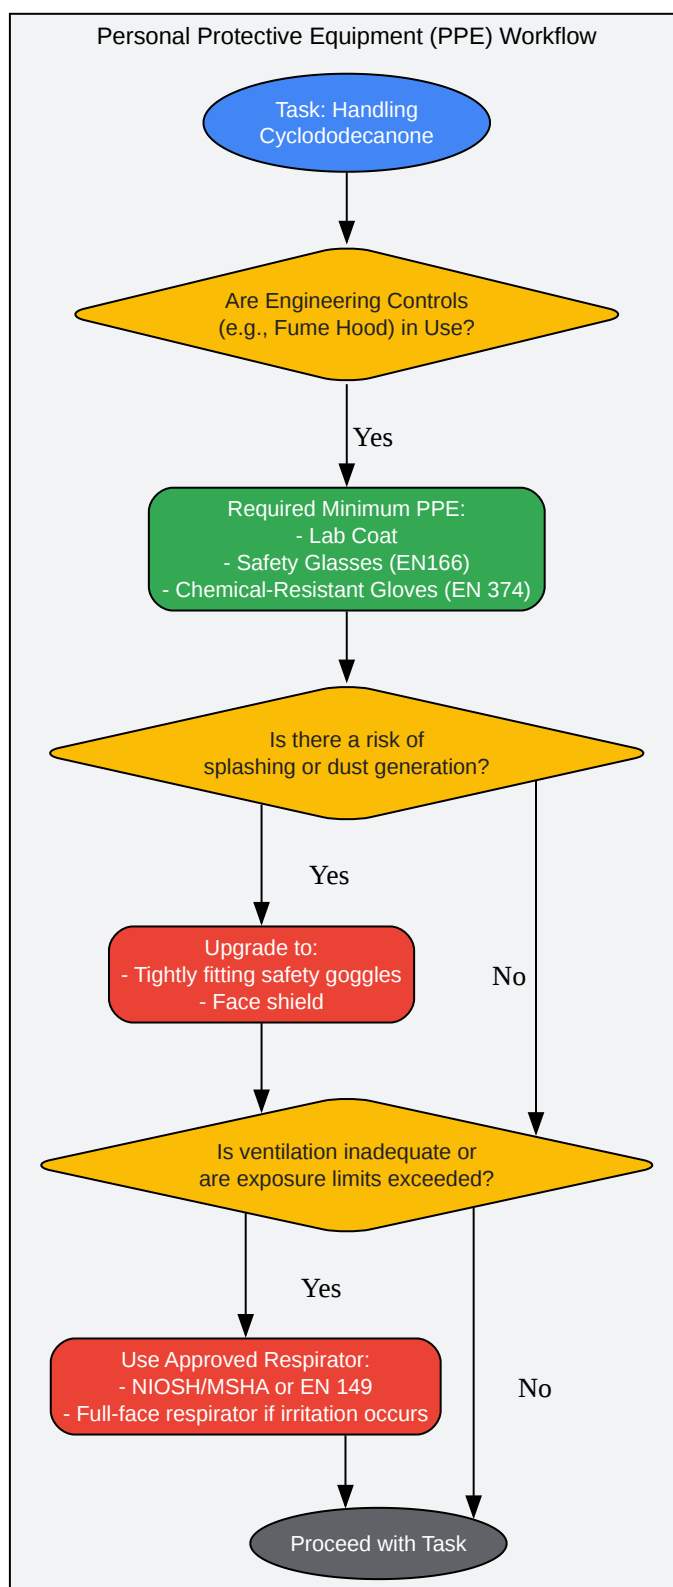 Personal Protective Equipment (PPE) Workflow
Task: Handling
Cyclododecanone
Are Engineering Controls
(e.g., Fume Hood) in Use?
Yes
Required Minimum PPE:
- Lab Coat
- Safety Glasses (EN166)
- Chemical-Resistant Gloves (EN 374)
Is there a risk of
splashing or dust generation?
Yes
Upgrade to:
- Tightly fitting safety goggles
- Face shield
No
Is ventilation inadequate or
are exposure limits exceeded?
Yes
Use Approved Respirator:
- NIOSH/MSHA or EN 149
- Full-face respirator if irritation occurs
No
Proceed with Task